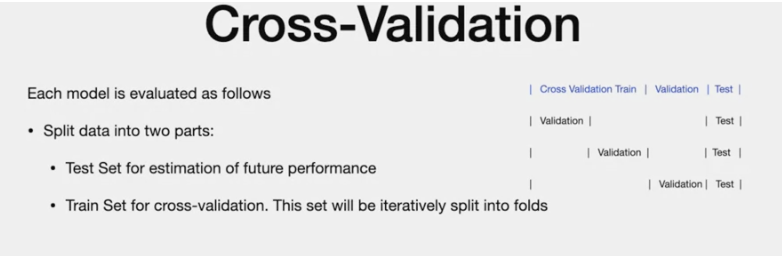 Cross-Validation
Each model is evaluated as follows
| Cross Validation Train | Validation | Test |
• Split data into two parts:
| Validation | | Test |
• Test Set for estimation of future performance
| | Validation | | Test |
| | Validation | Test |
• Train Set for cross-validation. This set will be iteratively split into folds